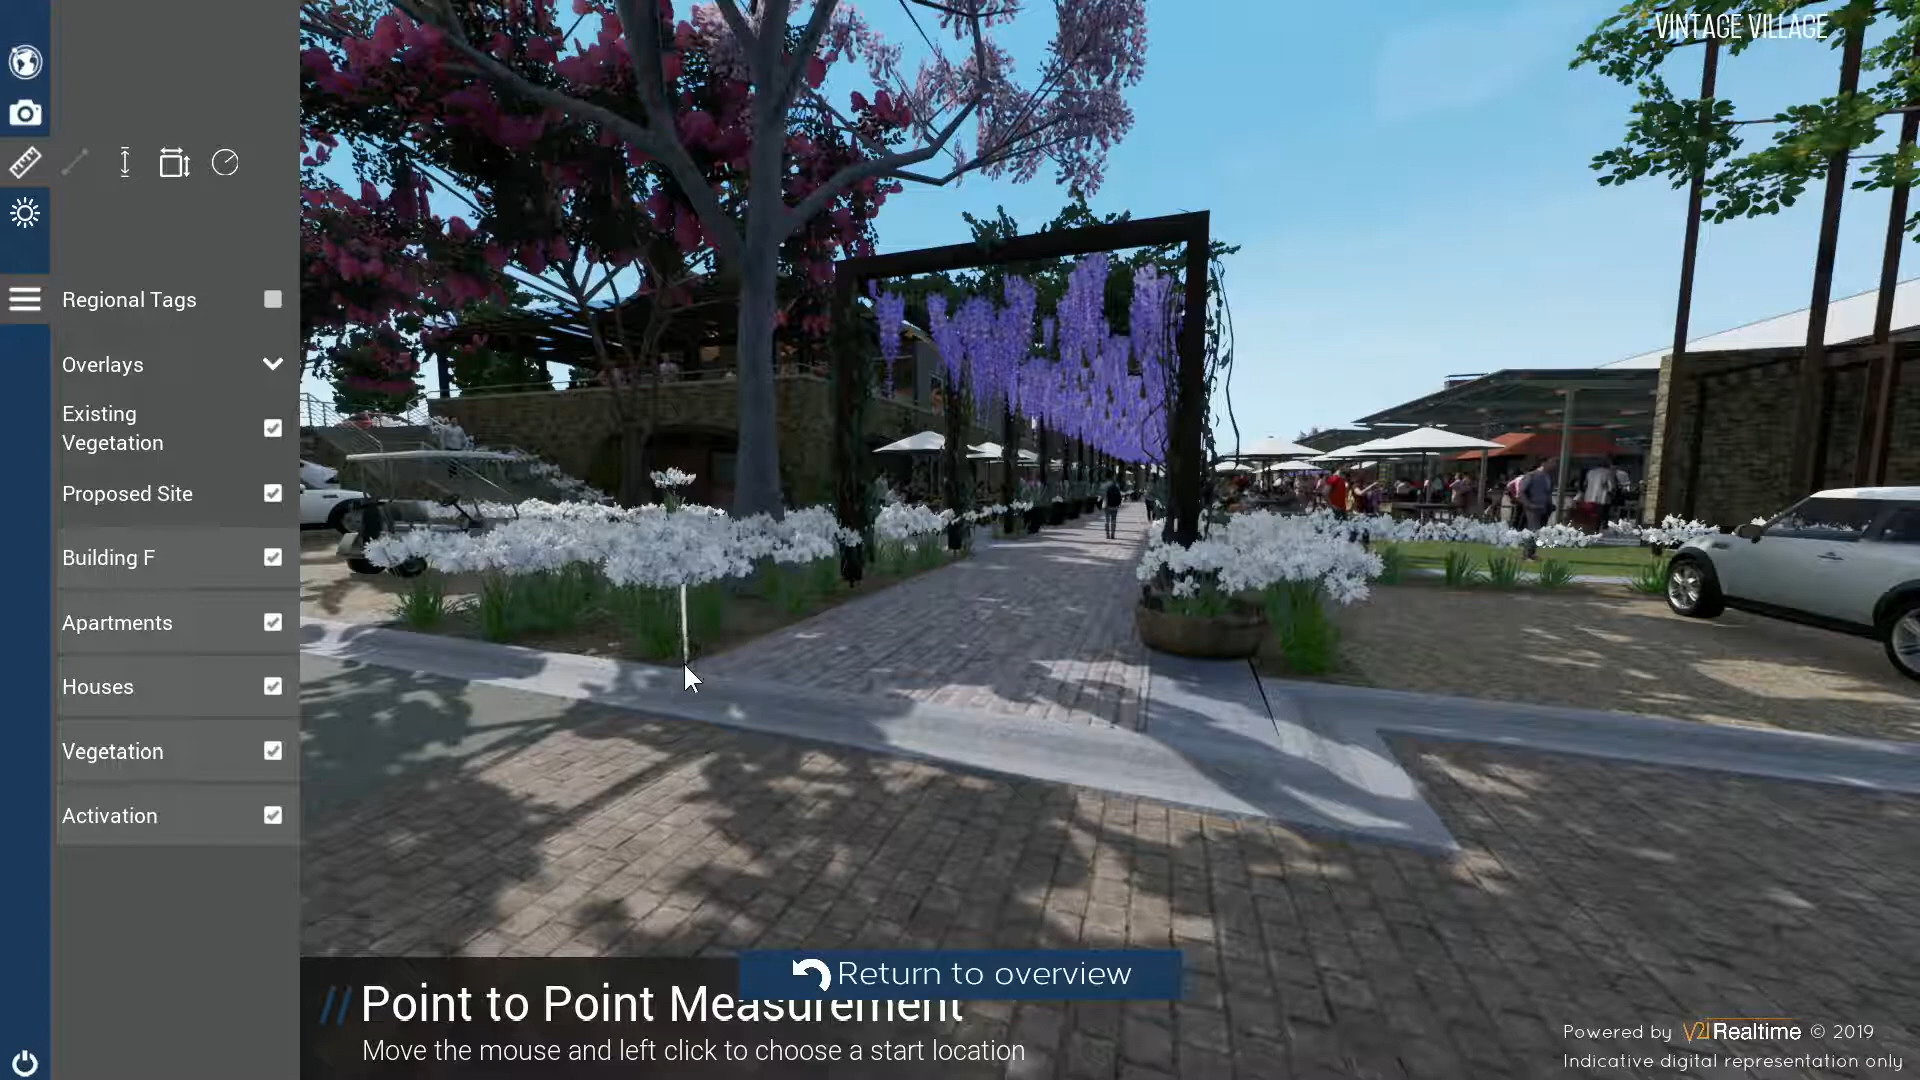 VINTAGE VILLAGE
Regional Tags
Overlays
Existing
Vegetation
Proposed Site
Building F
Apartments
Houses
Vegetation
Activation
Return to overview
// Point to Point Measurement
Move the mouse and left click to choose a start location
Powered by V2i Realtime © 2019
Indicative digital representation only